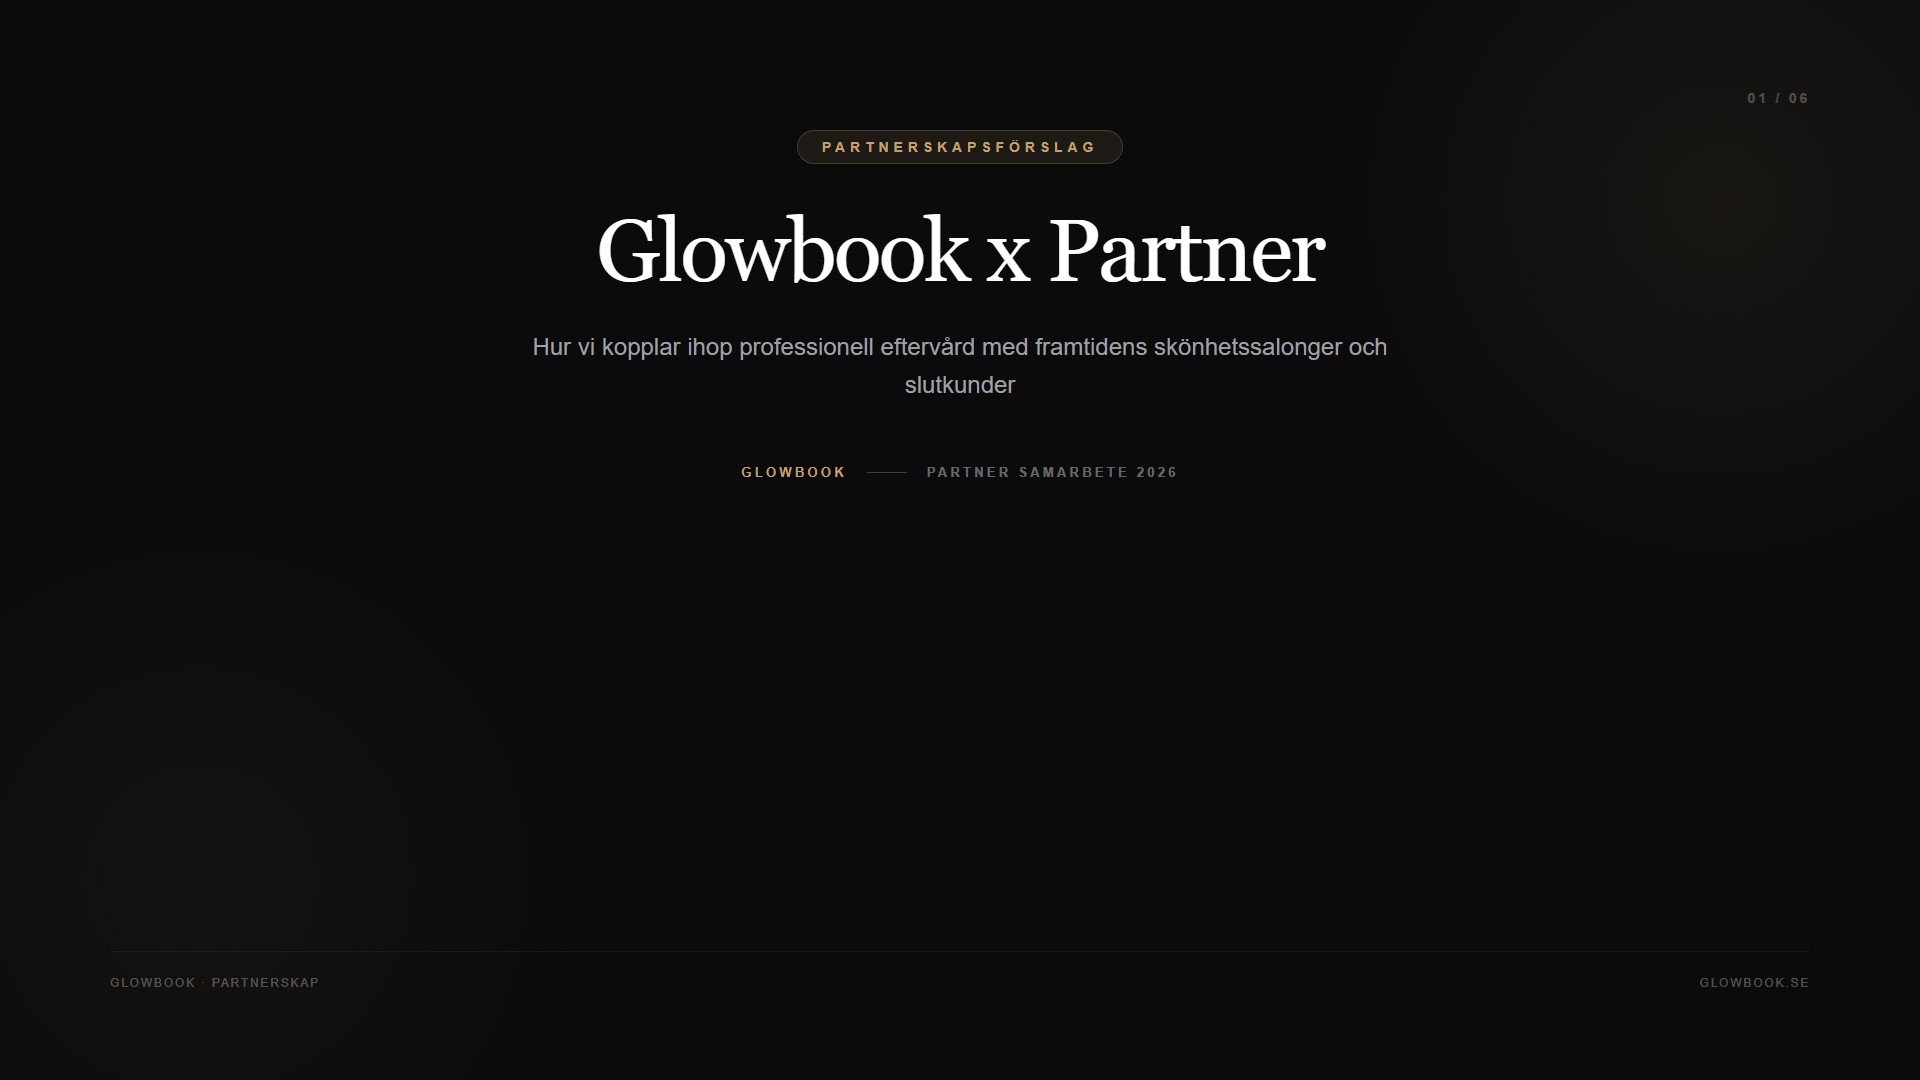 01 / 06
PARTNERSKAPSFÖRSLAG
Glowbook x Partner
Hur vi kopplar ihop professionell eftervård med framtidens skönhetssalonger och
slutkunder
GLOWBOOK PARTNER SAMARBETE 2026
GLOWBOOK · PARTNERSKAP
GLOWBOOK.SE